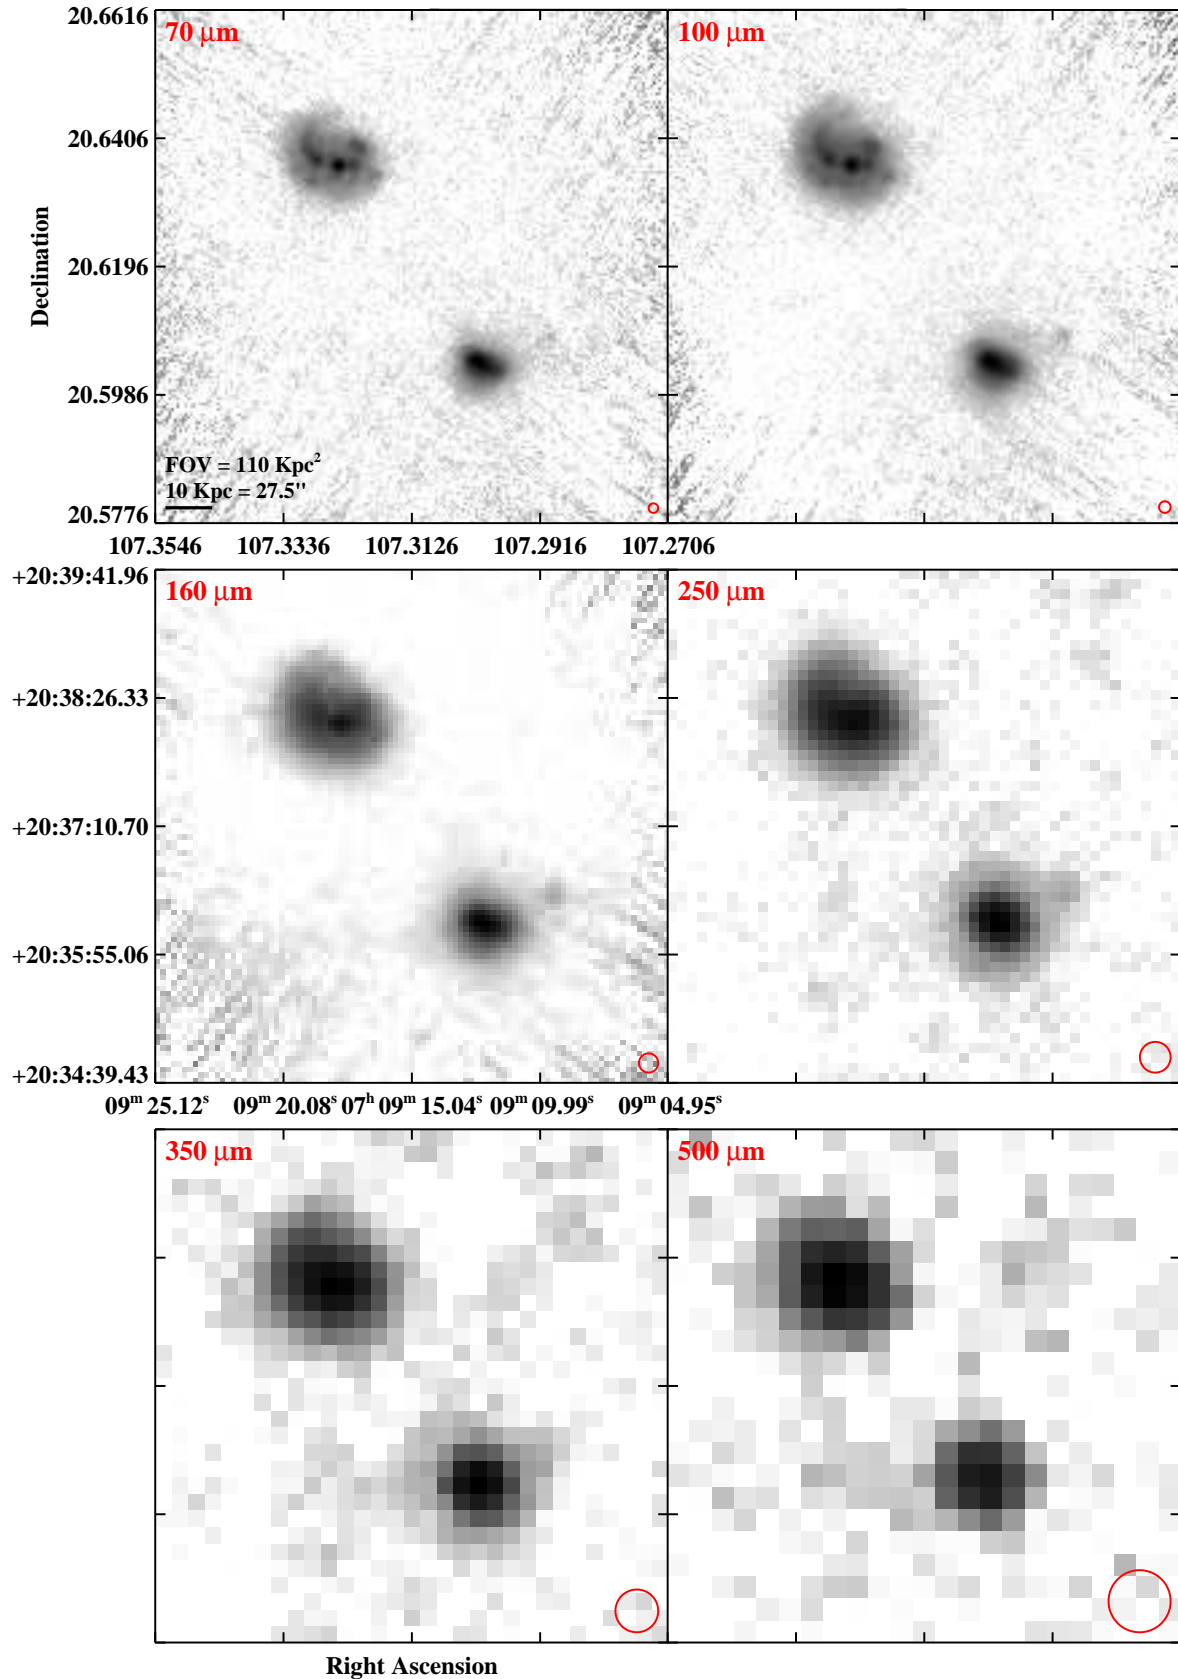 20.6616
70 μm
100 μm
20.6406
20.6196
Declination
20.5986
FOV = 110 Kpc²
10 Kpc = 27.5"
20.5776
107.3546 107.3336 107.3126 107.2916 107.2706
+20:39:41.96
160 μm
250 μm
+20:38:26.33
+20:37:10.70
+20:35:55.06
+20:34:39.43
09ᵐ 25.12ˢ 09ᵐ 20.08ˢ 07ʰ 09ᵐ 15.04ˢ 09ᵐ 09.99ˢ 09ᵐ 04.95ˢ
350 μm
500 μm
Right Ascension